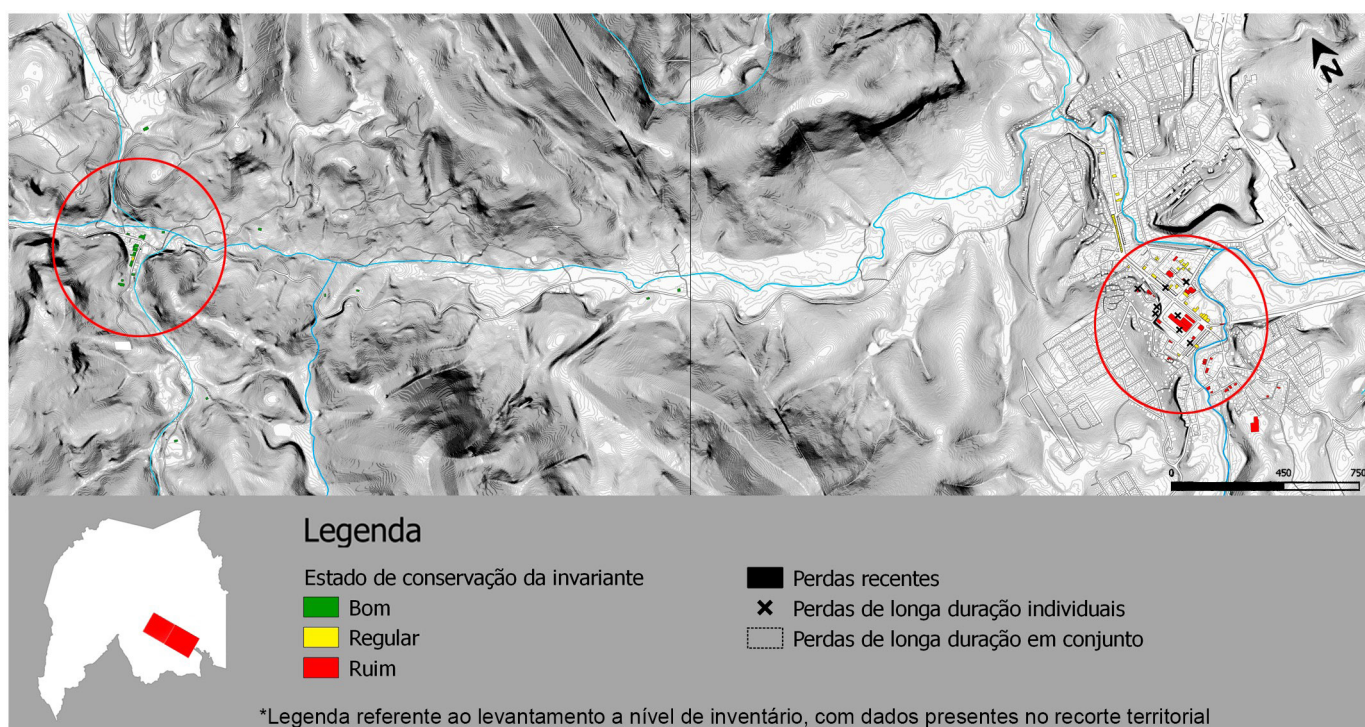 N
0 450 750
Legenda
Estado de conservação da invariante
Bom
Regular
Ruim
Perdas recentes
Perdas de longa duração individuais
Perdas de longa duração em conjunto
*Legenda referente ao levantamento a nível de inventário, com dados presentes no recorte territorial